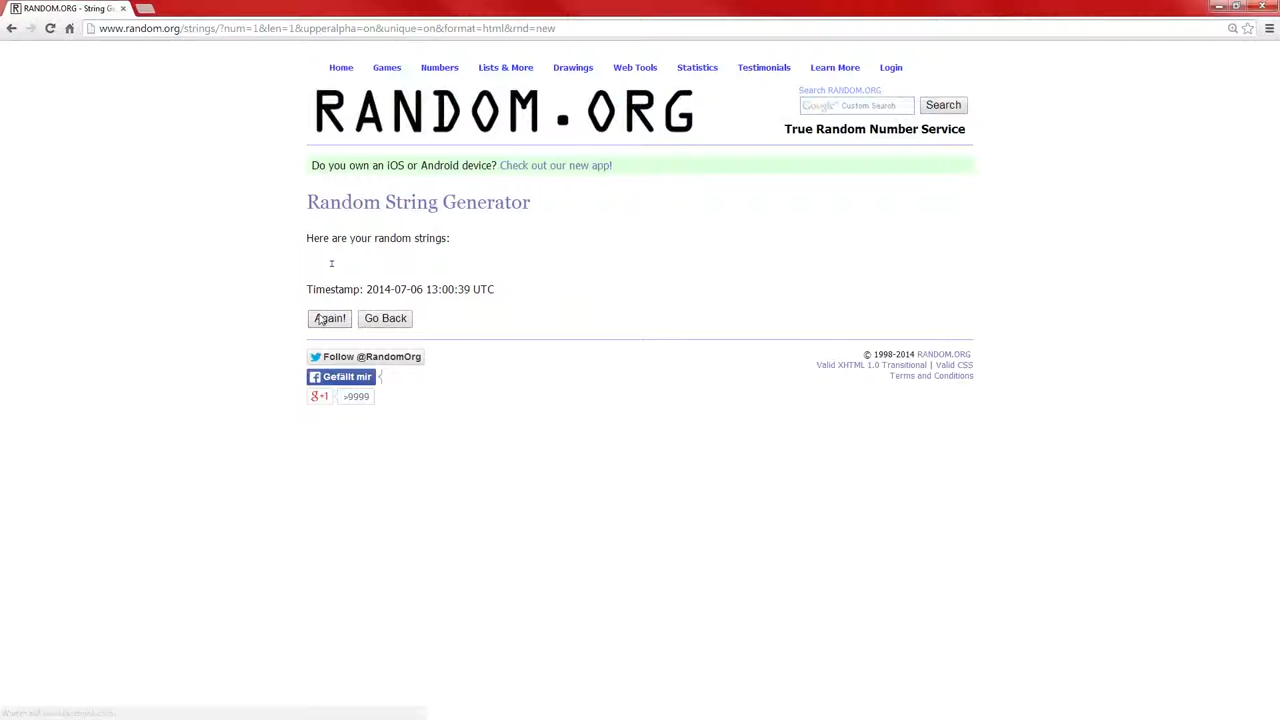 RANDOM.ORG - String Ge
www.random.org/strings/?num=1&len=1&upperalpha=on&unique=on&format=html&rnd=new
Home Games Numbers Lists & More Drawings Web Tools Statistics Testimonials Learn More Login
RANDOM.ORG
Search RANDOM.ORG
Google Custom Search Search
True Random Number Service
Do you own an iOS or Android device? Check out our new app!
Random String Generator
Here are your random strings:
I
Timestamp: 2014-07-06 13:00:39 UTC
Again! Go Back
Follow @RandomOrg
Gefällt mir
g+1 >9999
© 1998-2014 RANDOM.ORG
Valid XHTML 1.0 Transitional | Valid CSS
Terms and Conditions